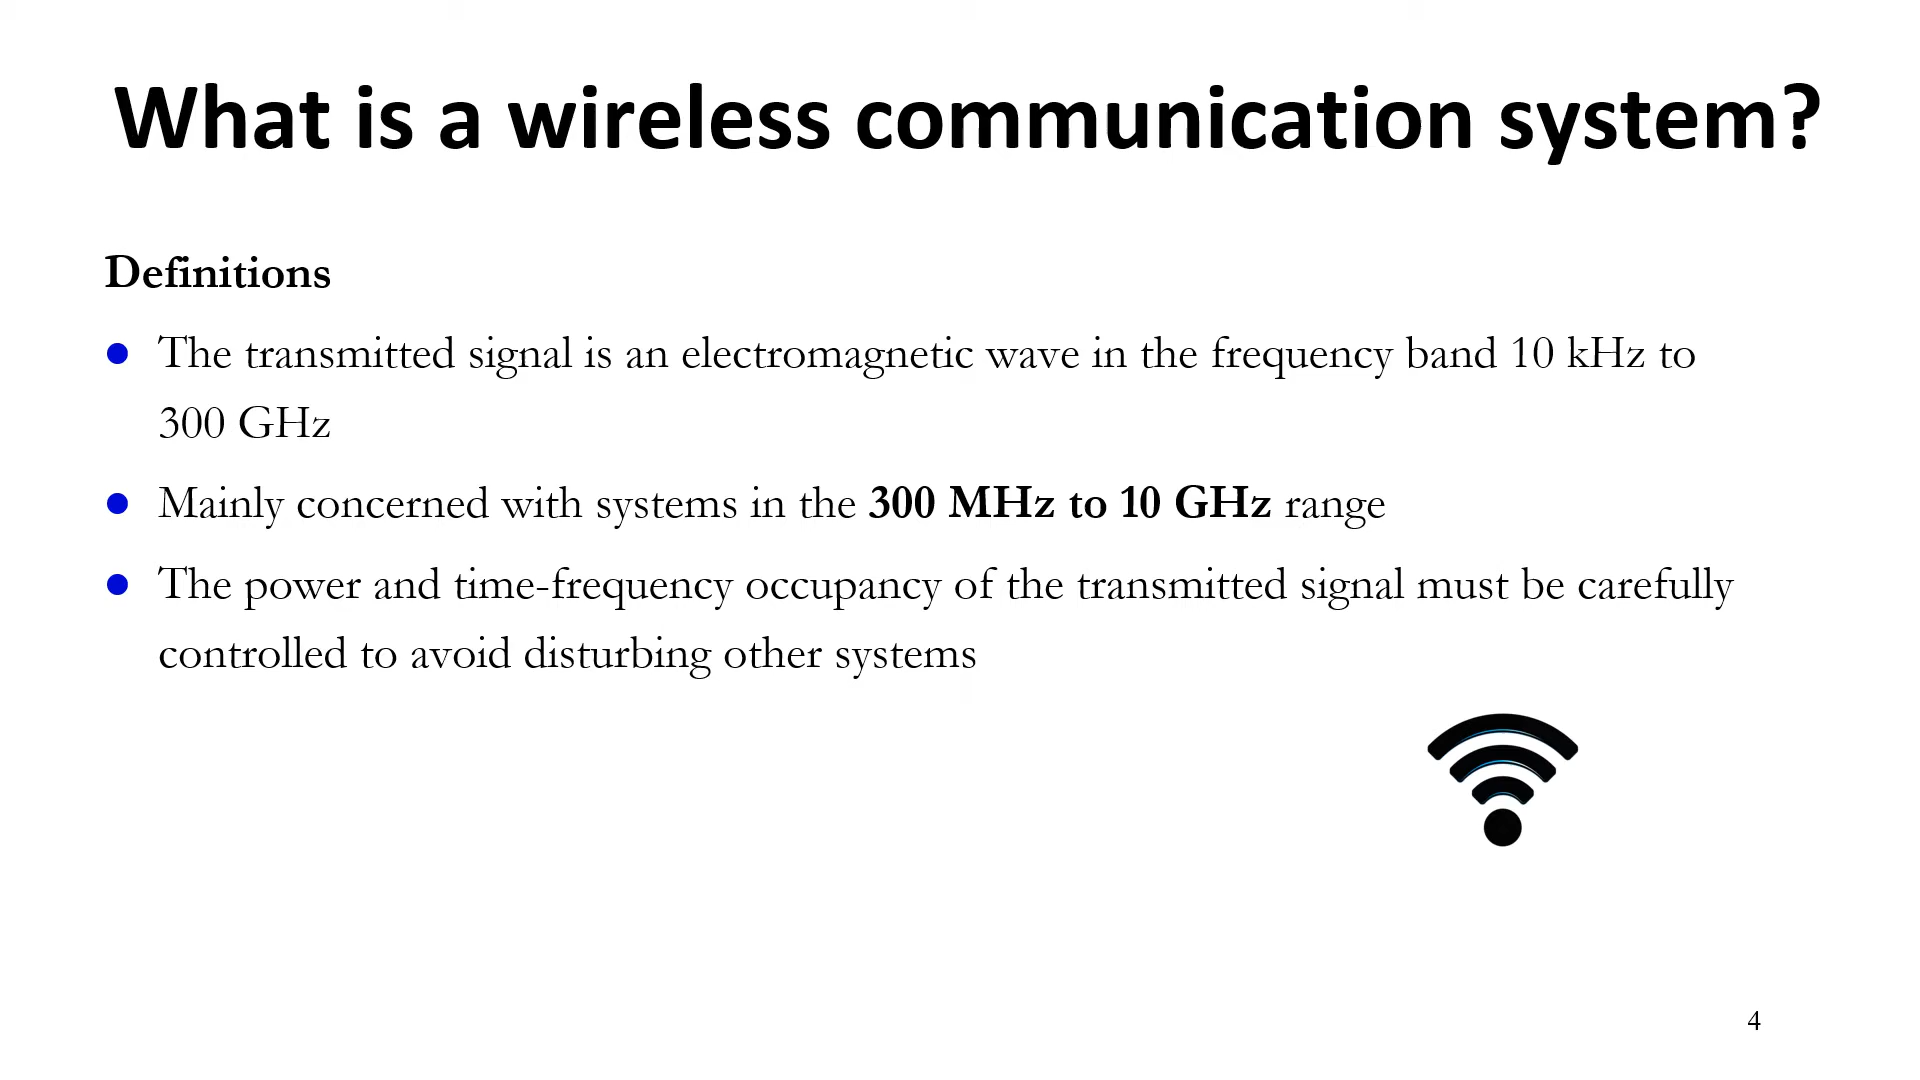 What is a wireless communication system?
Definitions
● The transmitted signal is an electromagnetic wave in the frequency band 10 kHz to
300 GHz
● Mainly concerned with systems in the 300 MHz to 10 GHz range
● The power and time-frequency occupancy of the transmitted signal must be carefully
controlled to avoid disturbing other systems
4